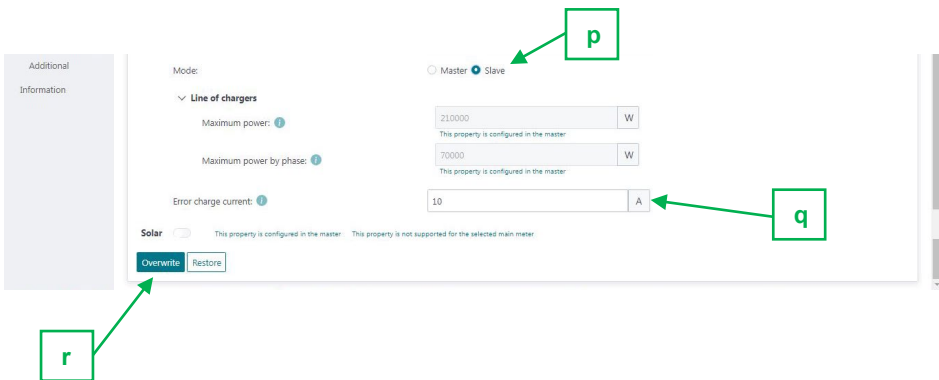 p
Additional
Information
Mode:
Master Slave
Line of chargers
Maximum power: i
210000 W
This property is configured in the master
Maximum power by phase: i
70000 W
This property is configured in the master
Error charge current: i
10 A
q
Solar This property is configured in the master This property is not supported for the selected main meter
Overwrite Restore
r